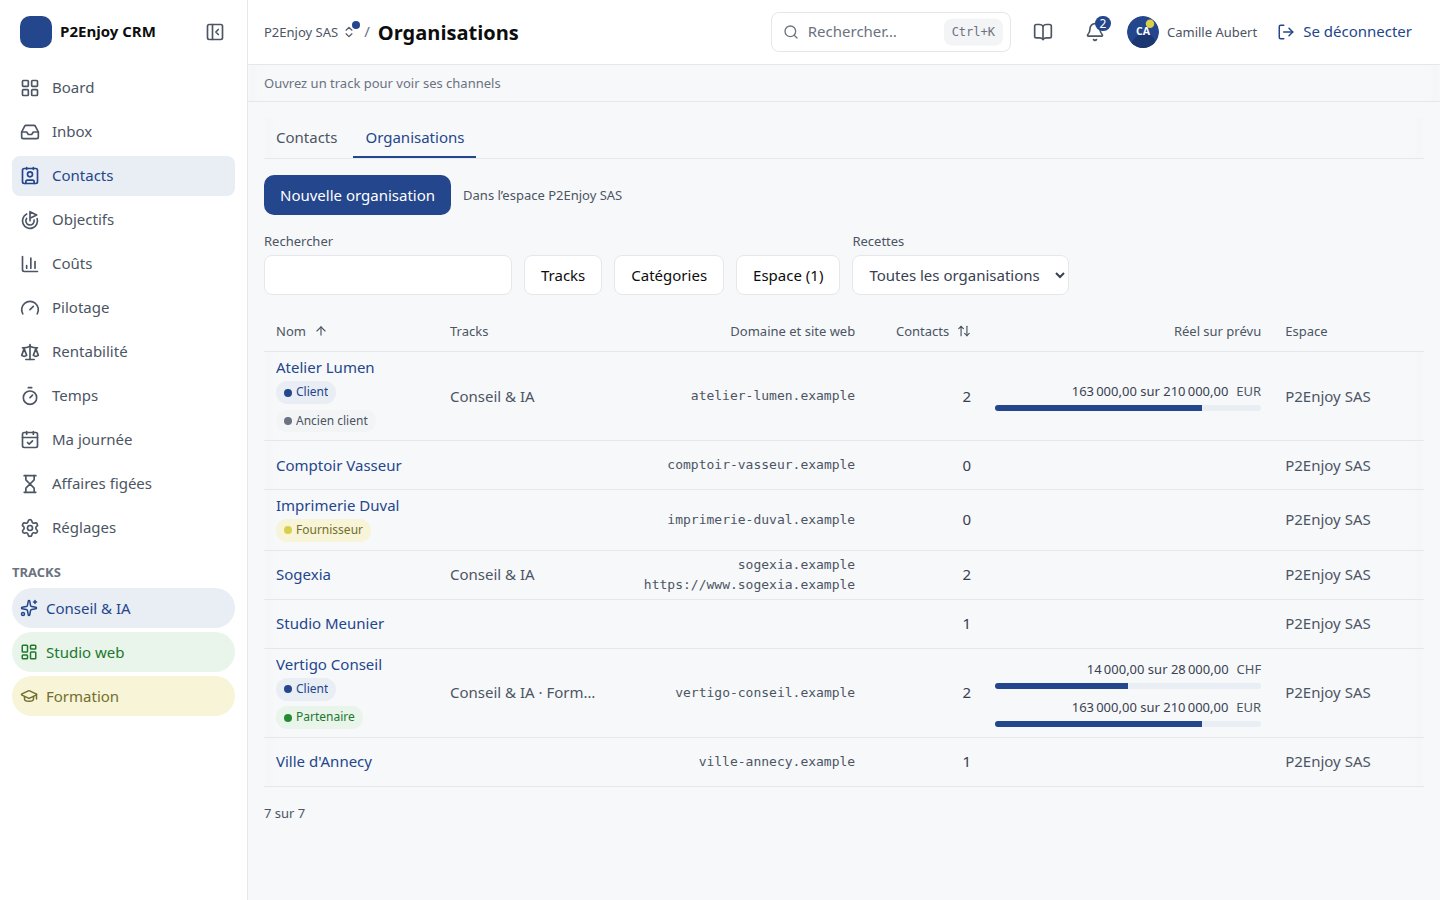 P2Enjoy CRM
Board
Inbox
Contacts
Objectifs
Coûts
Pilotage
Rentabilité
Temps
Ma journée
Affaires figées
Réglages
TRACKS
Conseil & IA
Studio web
Formation
P2Enjoy SAS / Organisations
Rechercher... Ctrl+K
2
CA Camille Aubert
Se déconnecter
Ouvrez un track pour voir ses channels
Contacts Organisations
Nouvelle organisation Dans l’espace P2Enjoy SAS
Rechercher Recettes
Tracks Catégories Espace (1) Toutes les organisations
Nom Tracks Domaine et site web Contacts Réel sur prévu Espace
Atelier Lumen
Client
Ancien client
Conseil & IA atelier-lumen.example 2 163 000,00 sur 210 000,00 EUR P2Enjoy SAS
Comptoir Vasseur comptoir-vasseur.example 0 P2Enjoy SAS
Imprimerie Duval
Fournisseur
imprimerie-duval.example 0 P2Enjoy SAS
Sogexia Conseil & IA sogexia.example
https://www.sogexia.example
2 P2Enjoy SAS
Studio Meunier 1 P2Enjoy SAS
Vertigo Conseil
Client
Partenaire
Conseil & IA · Form... vertigo-conseil.example 2 14 000,00 sur 28 000,00 CHF
163 000,00 sur 210 000,00 EUR
P2Enjoy SAS
Ville d'Annecy ville-annecy.example 1 P2Enjoy SAS
7 sur 7